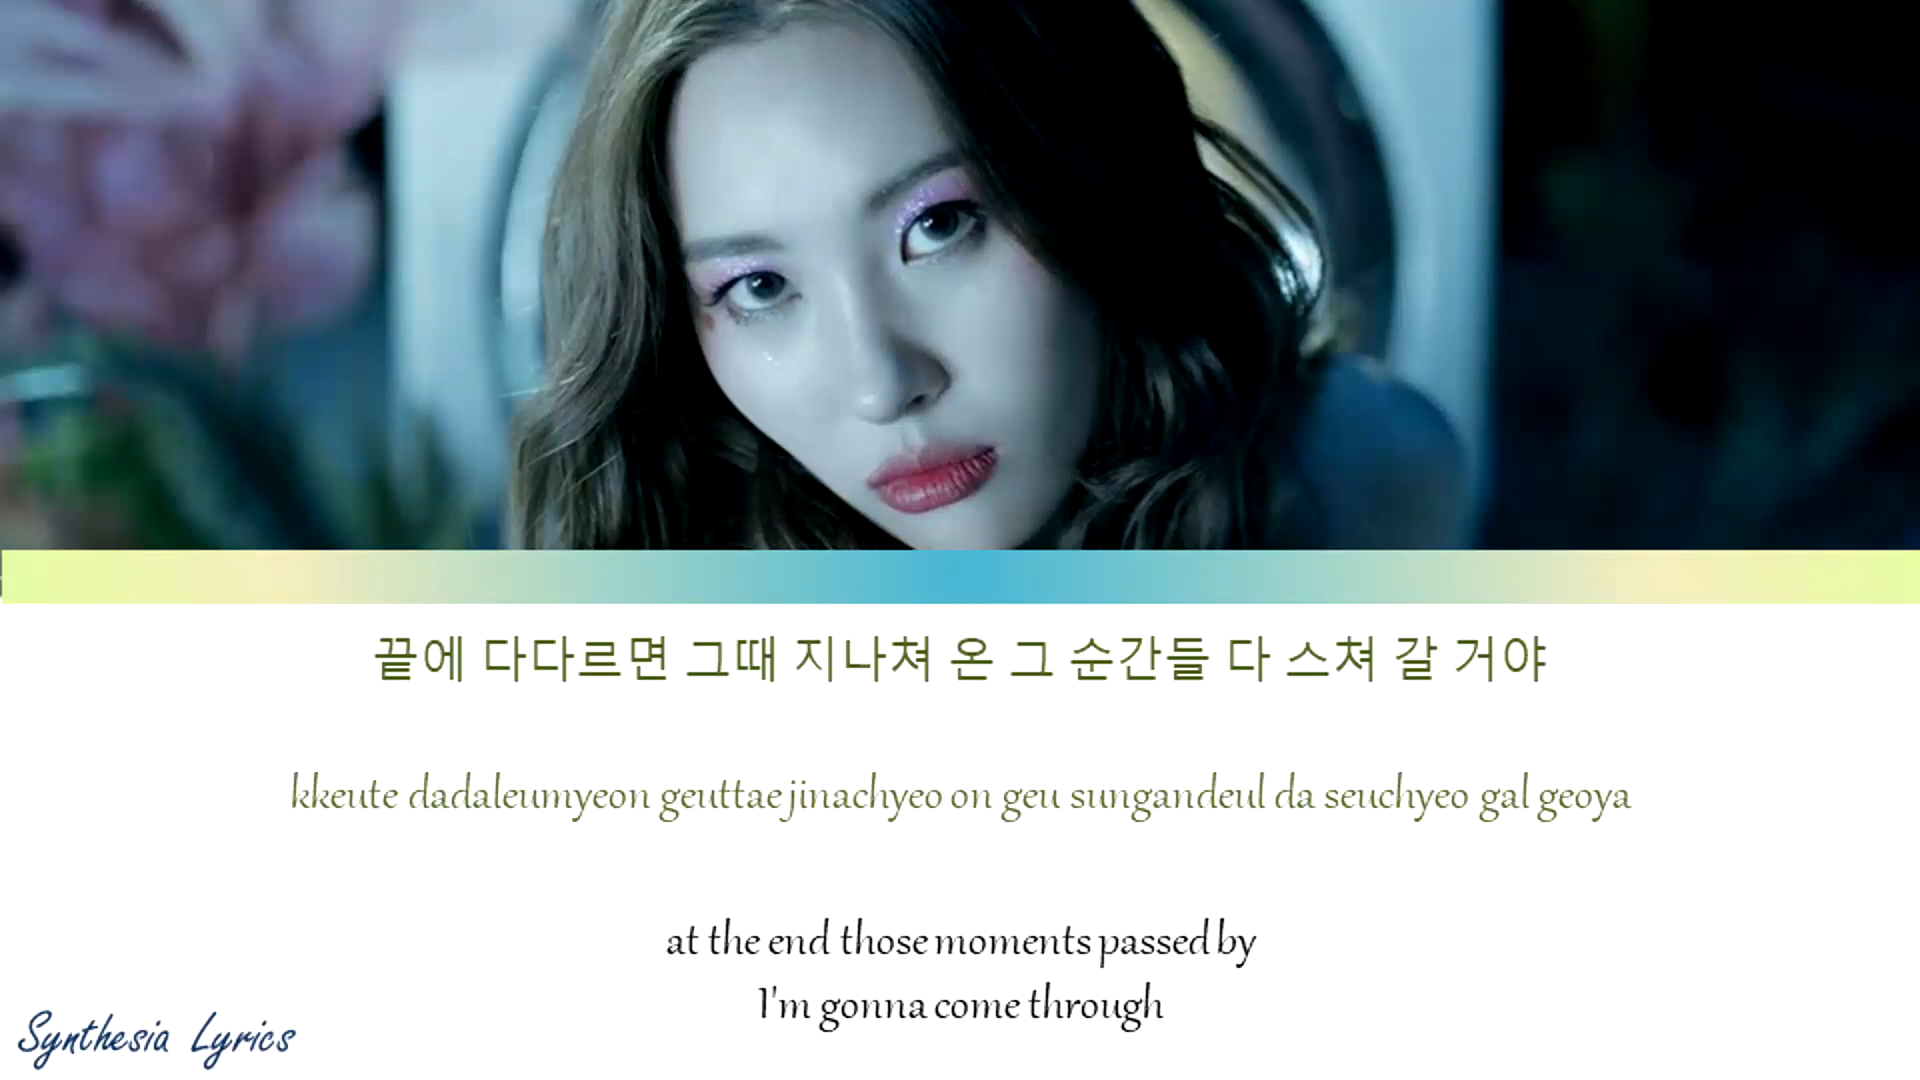 끝에 다다르면 그때 지나쳐 온 그 순간들 다 스쳐 갈 거야
kkeute dadaleumyeon geuttae jinachyeo on geu sungandeul da seuchyeo gal geoya
at the end those moments passed by
I'm gonna come through
Synthesia Lyrics